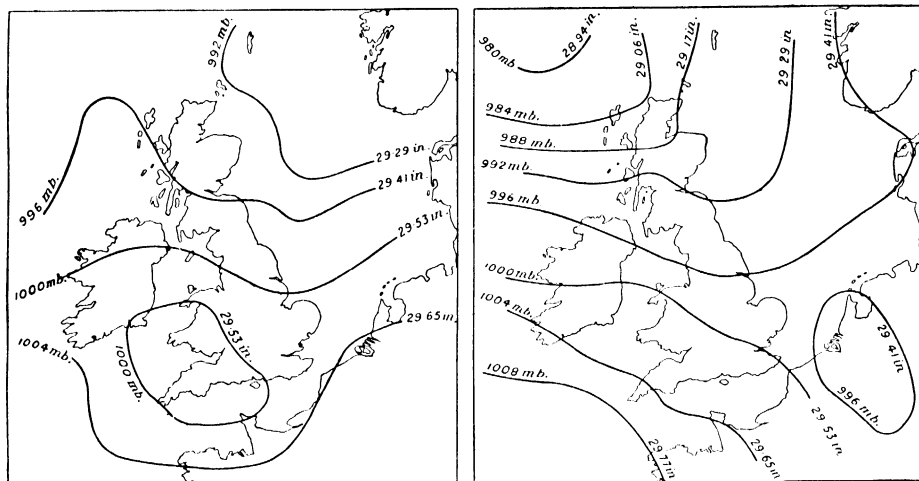 992 mb.
996 mb.
29·29 in.
29·41 in.
29·53 in.
1000 mb.
1004 mb.
29·53 in.
1000 mb.
29·65 in.
980 mb.
28·94 in.
29·06 in.
29·17 in.
29·29 in.
29·41 in.
984 mb.
988 mb.
992 mb.
996 mb.
1000 mb.
1004 mb.
1008 mb.
29·41 in
996 mb.
29·53 in
29·65 in
29·77 in